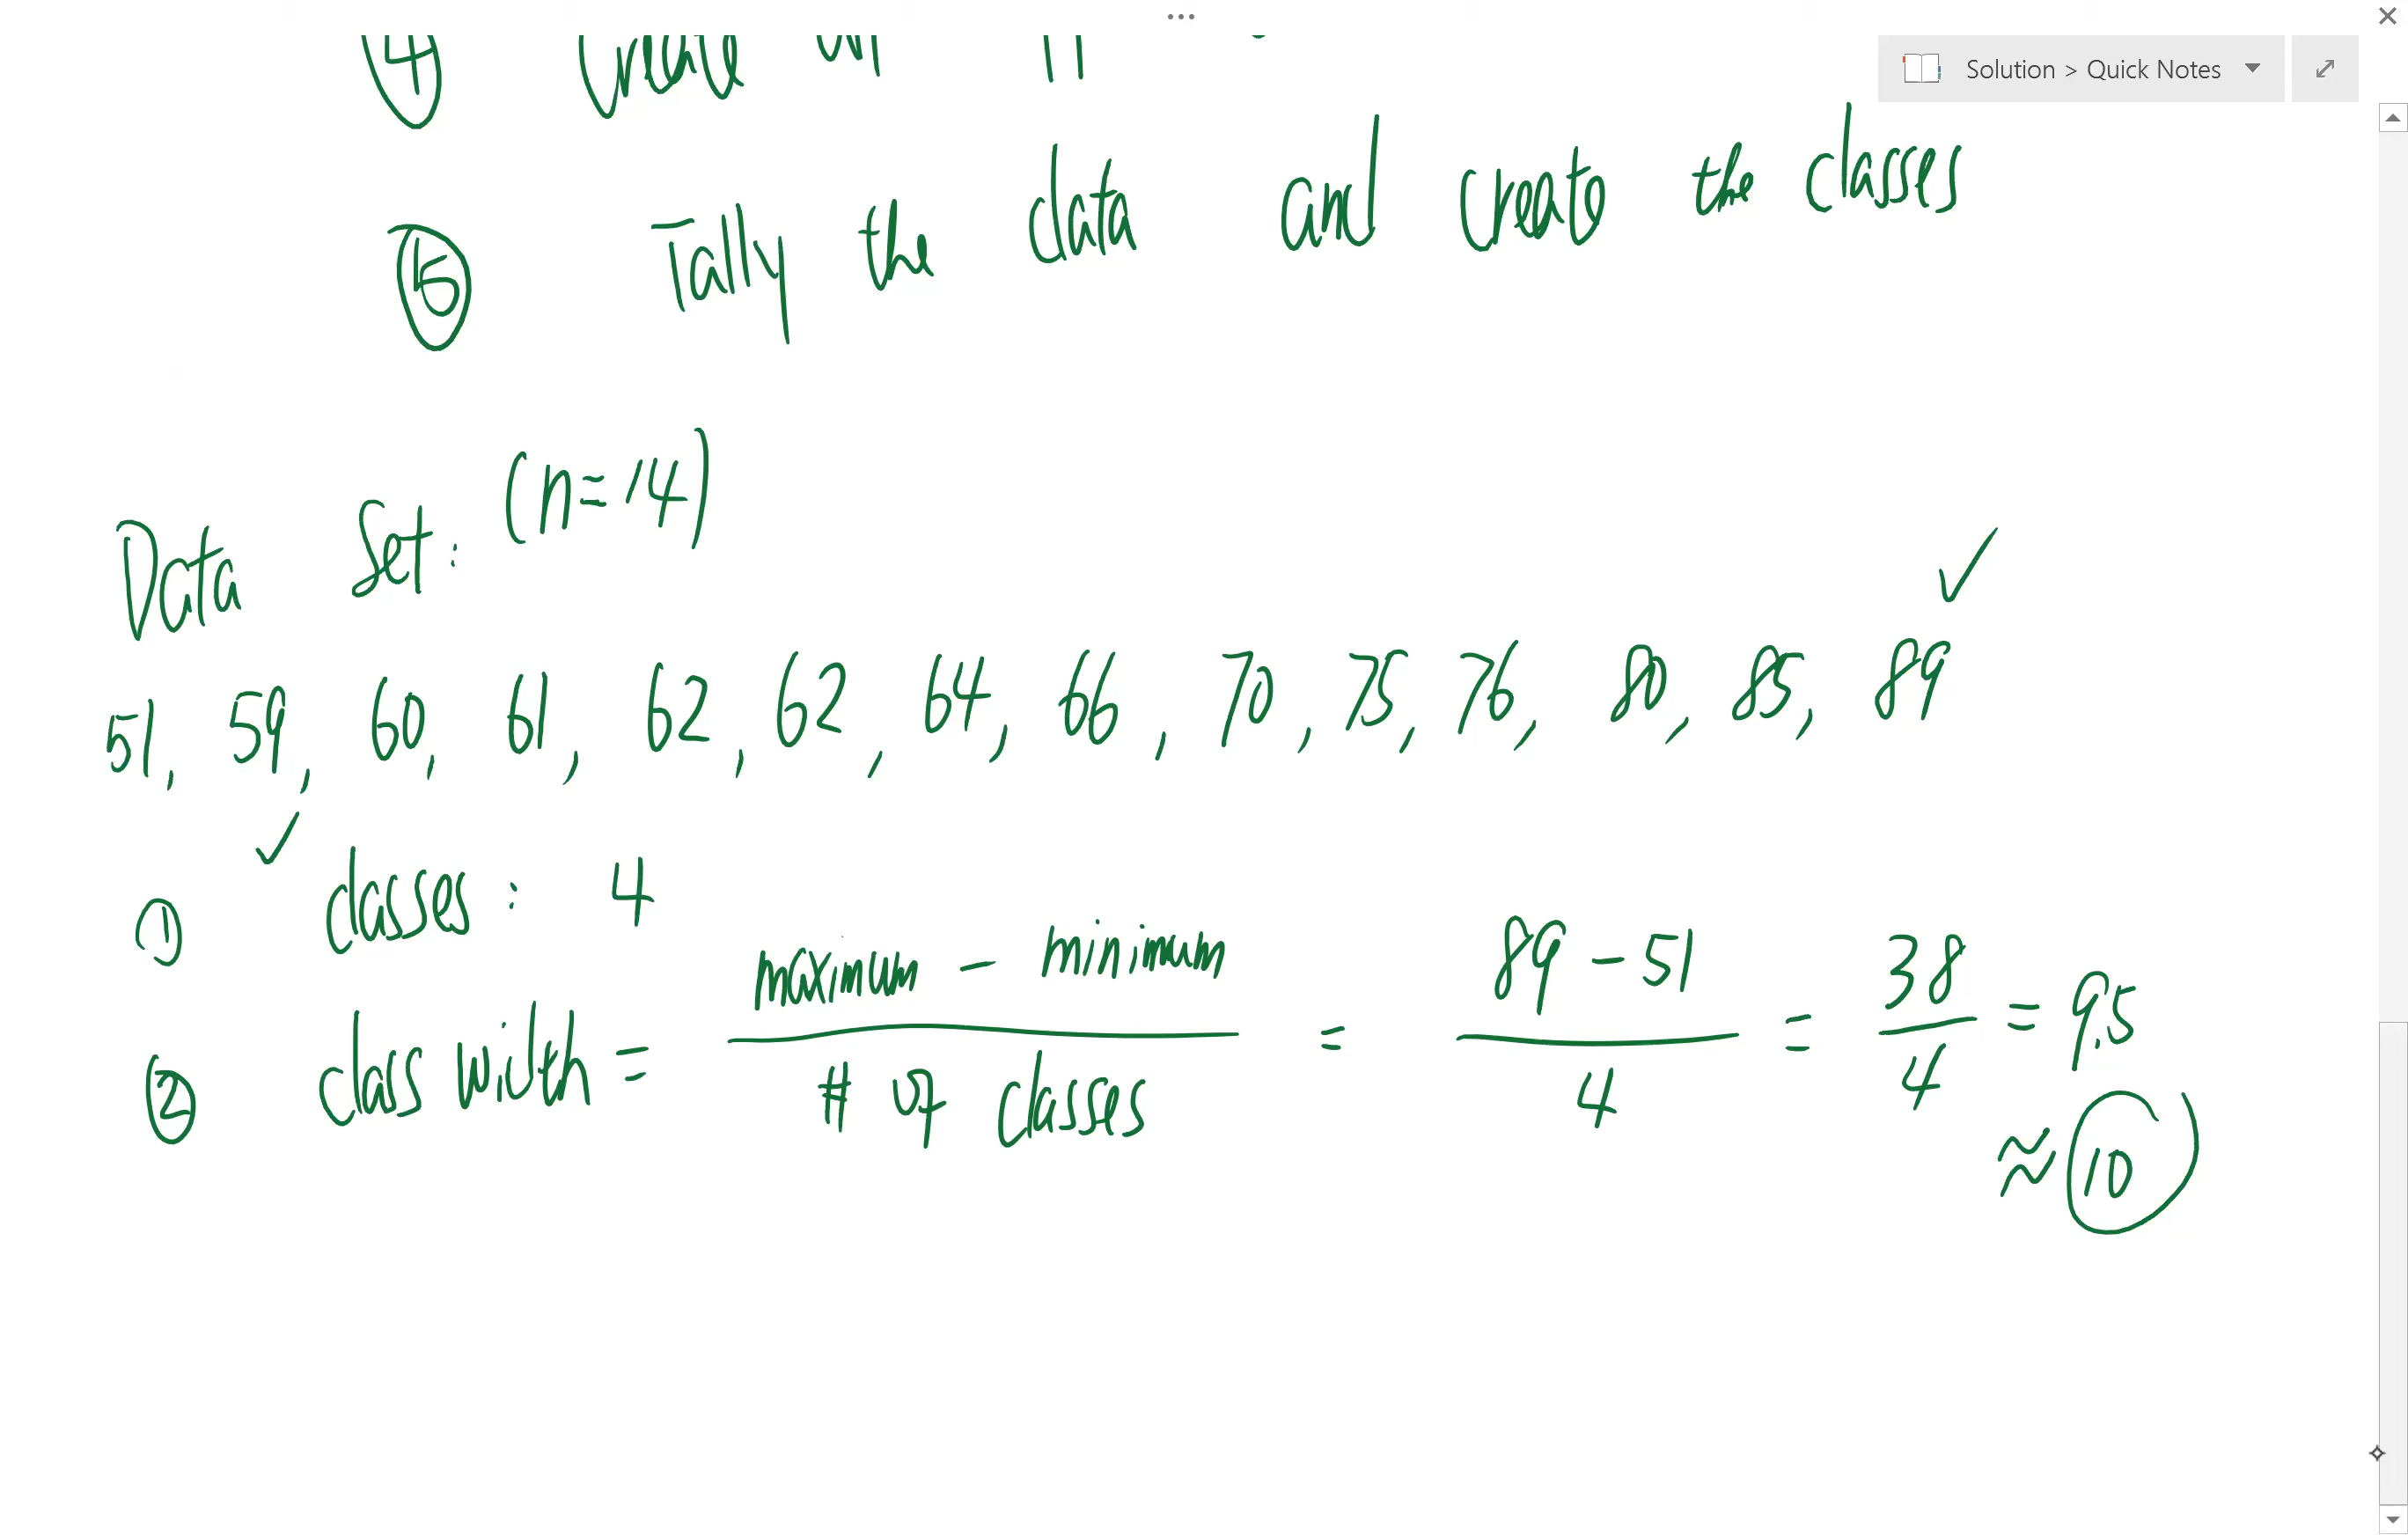 Solution > Quick Notes
④
⑤ Tally the data and create the classes
Data Set: (n=14)
51, 59, 60, 61, 62, 62, 64, 66, 70, 75, 76, 80, 85, 89 ✓
✓
① classes: 4
② class width = maximum - minimum / # of classes = 89 - 51 / 4 = 38 / 4 = 9.5
≈ 10